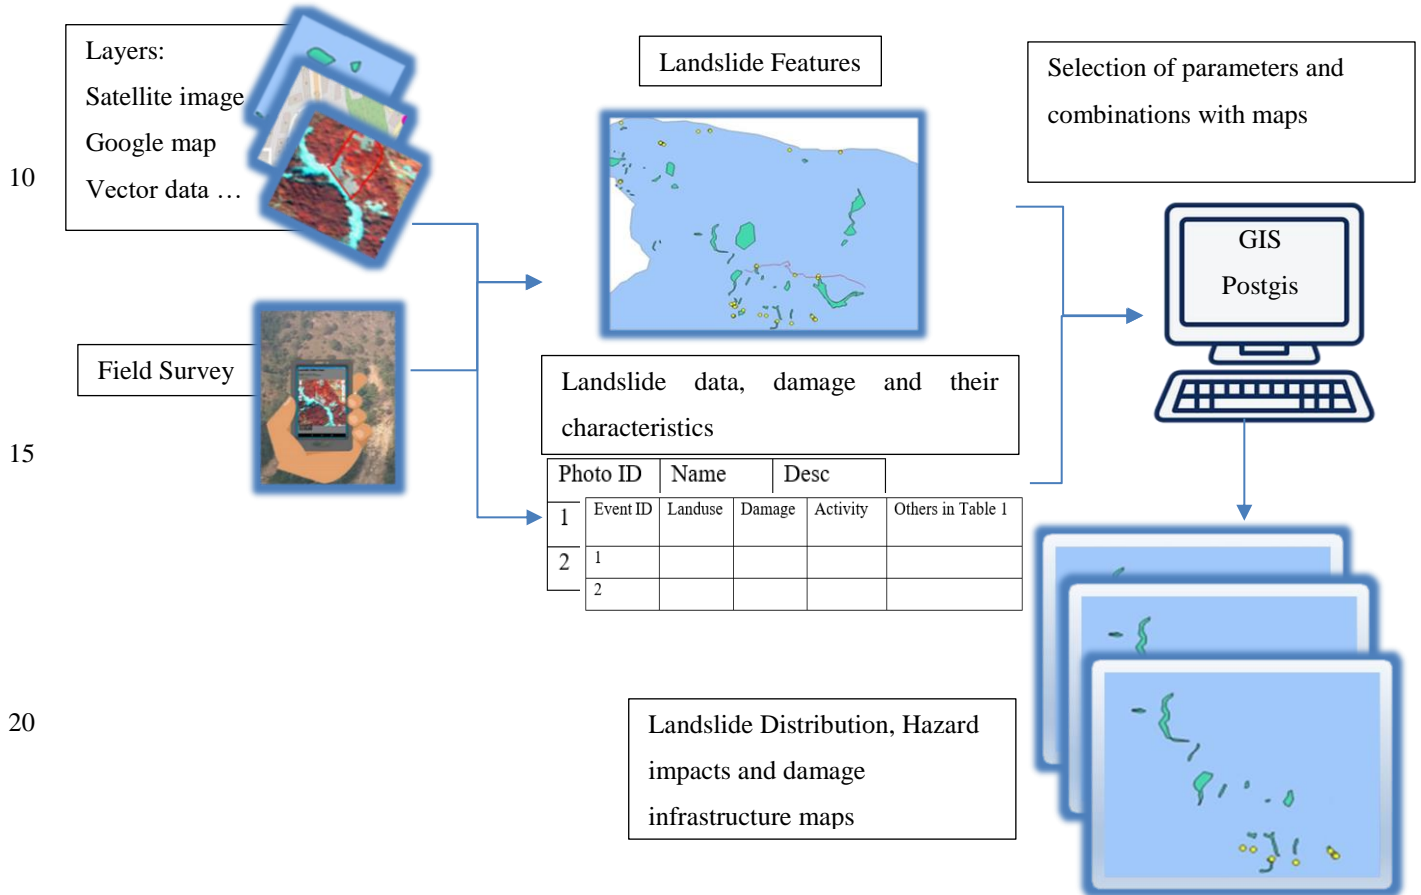 Layers:
Satellite image
Google map
Vector data …
10
Landslide Features
Selection of parameters and
combinations with maps
GIS
Postgis
Field Survey
Landslide data, damage and their
characteristics
15
Photo ID Name Desc
1
2
Event ID Landuse Damage Activity Others in Table 1
1
2
20
Landslide Distribution, Hazard
impacts and damage
infrastructure maps